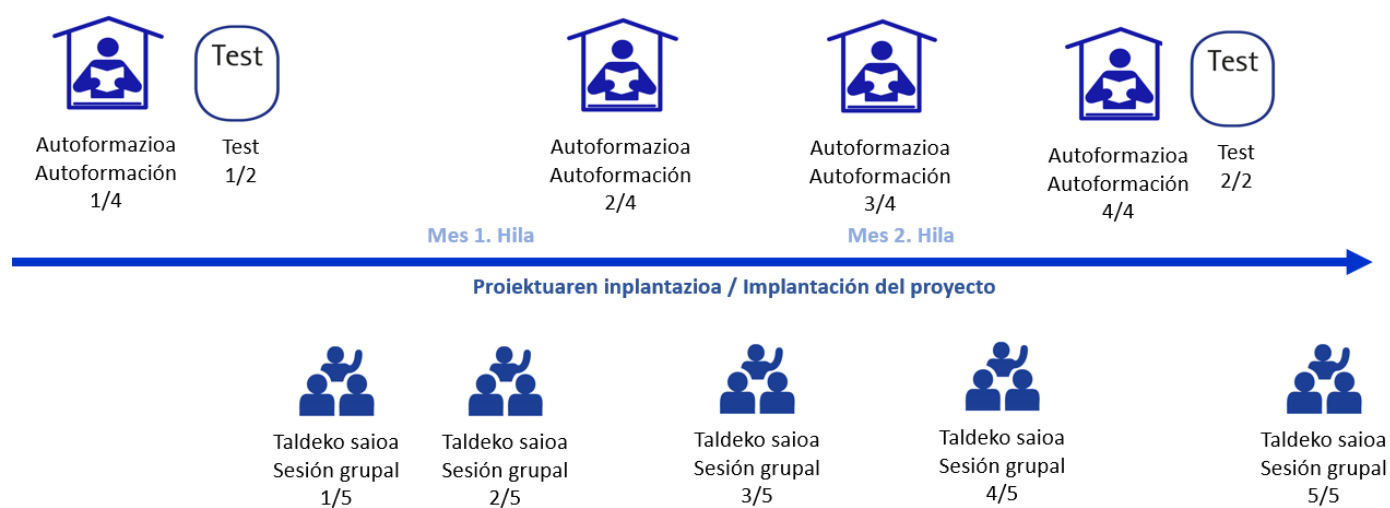 Test
Autoformazioa
Autoformación
1/4
Test
1/2
Autoformazioa
Autoformación
2/4
Autoformazioa
Autoformación
3/4
Test
Autoformazioa
Autoformación
4/4
Test
2/2
Mes 1. Hila
Mes 2. Hila
Proiektuaren inplantazioa / Implantación del proyecto
Taldeko saioa
Sesión grupal
1/5
Taldeko saioa
Sesión grupal
2/5
Taldeko saioa
Sesión grupal
3/5
Taldeko saioa
Sesión grupal
4/5
Taldeko saioa
Sesión grupal
5/5